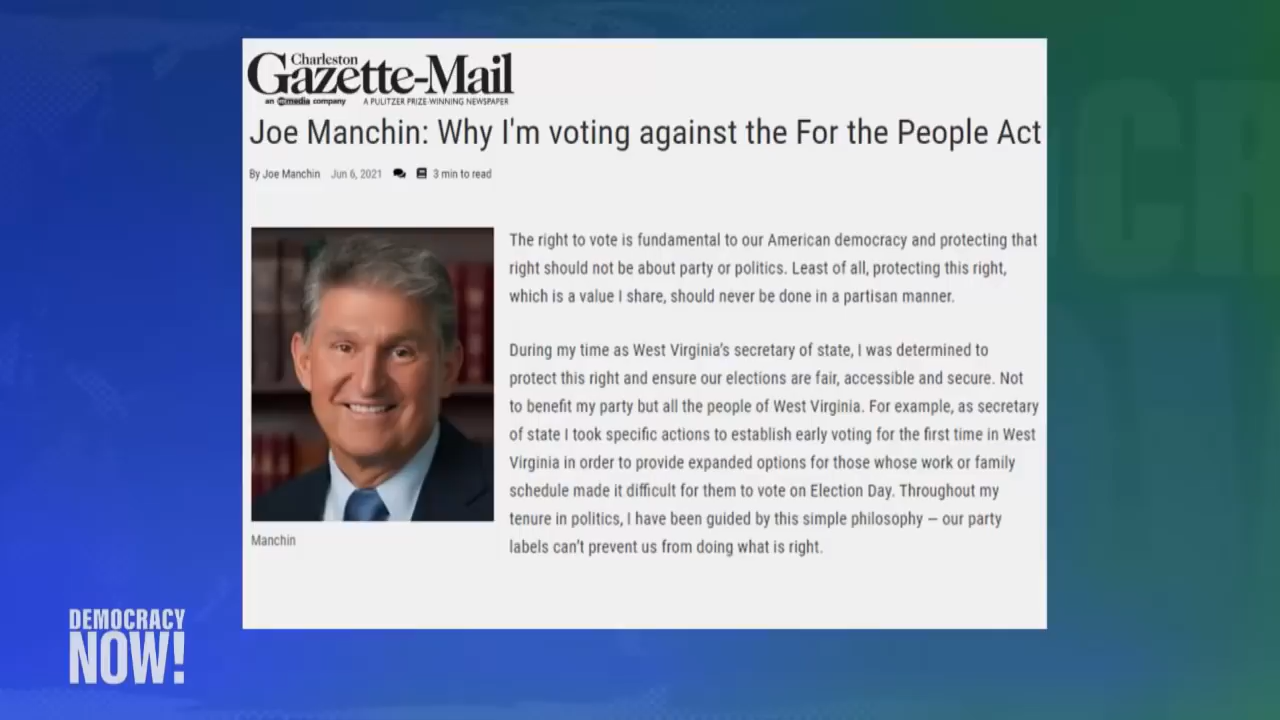 Charleston
Gazette-Mail
an media company A PULITZER PRIZE-WINNING NEWSPAPER
Joe Manchin: Why I'm voting against the For the People Act
By Joe Manchin Jun 6, 2021 3 min to read
The right to vote is fundamental to our American democracy and protecting that
right should not be about party or politics. Least of all, protecting this right,
which is a value I share, should never be done in a partisan manner.
During my time as West Virginia's secretary of state, I was determined to
protect this right and ensure our elections are fair, accessible and secure. Not
to benefit my party but all the people of West Virginia. For example, as secretary
of state I took specific actions to establish early voting for the first time in West
Virginia in order to provide expanded options for those whose work or family
schedule made it difficult for them to vote on Election Day. Throughout my
tenure in politics, I have been guided by this simple philosophy — our party
labels can't prevent us from doing what is right.
Manchin
DEMOCRACY
NOW!